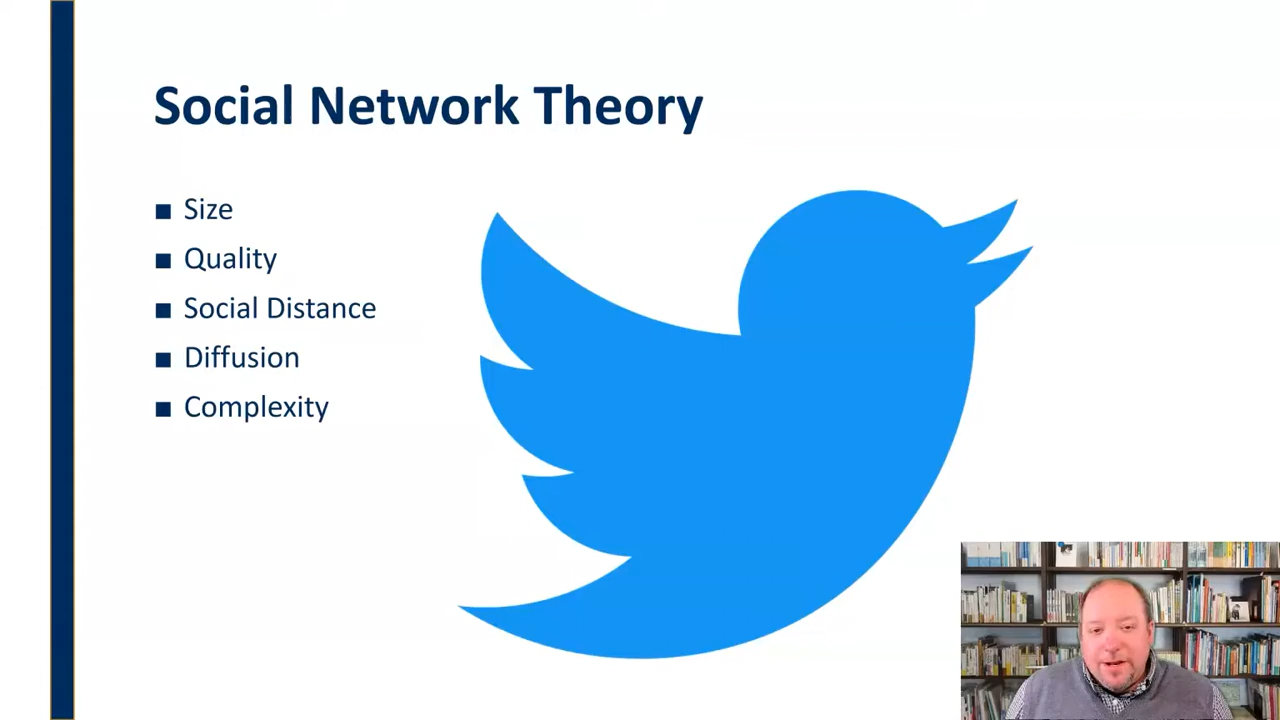 Social Network Theory
■ Size
■ Quality
■ Social Distance
■ Diffusion
■ Complexity